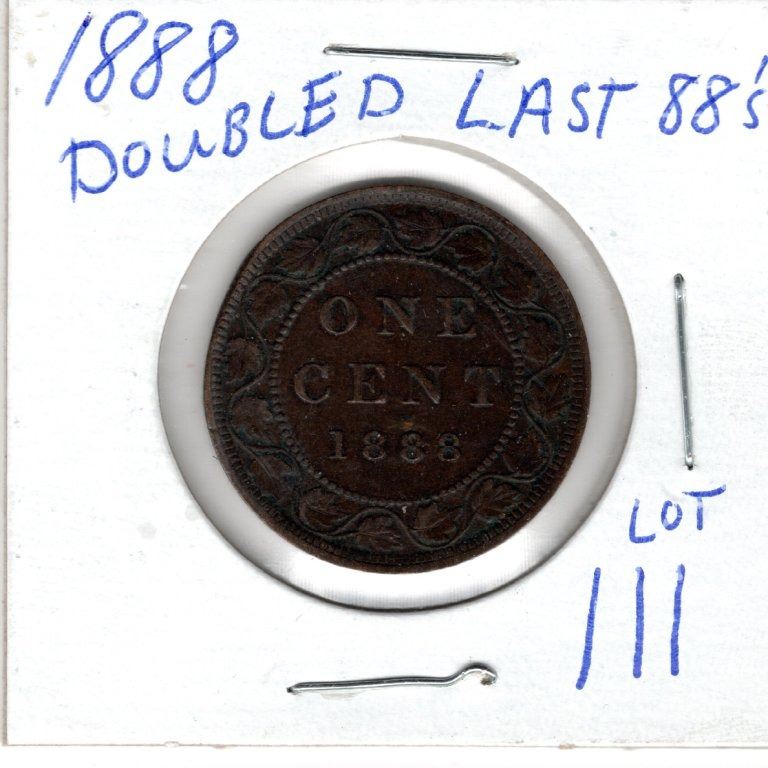 1888
DOUBLED LAST 88's
ONE
CENT
1888
LOT
111